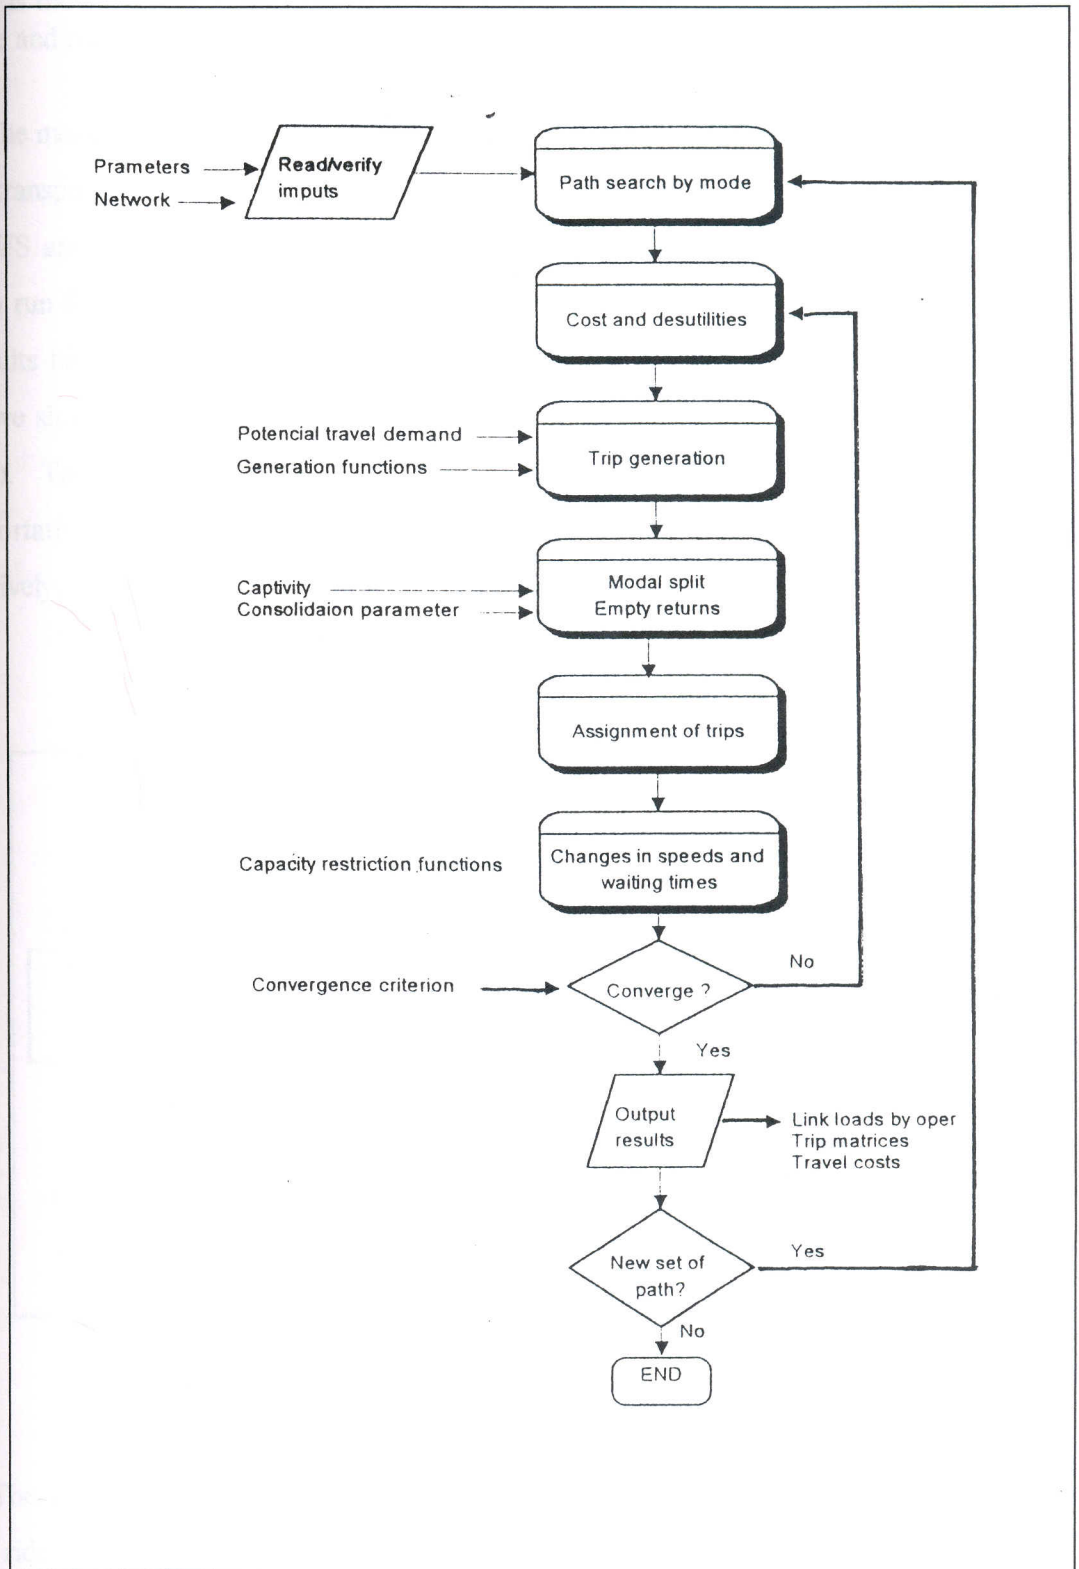 Prameters
Network
Read/verify
imputs
Path search by mode
Cost and desutilities
Potencial travel demand
Generation functions
Trip generation
Captivity
Consolidaion parameter
Modal split
Empty returns
Assignment of trips
Capacity restriction functions
Changes in speeds and
waiting times
Convergence criterion
Converge ?
No
Yes
Output
results
Link loads by oper
Trip matrices
Travel costs
New set of
path?
Yes
No
END